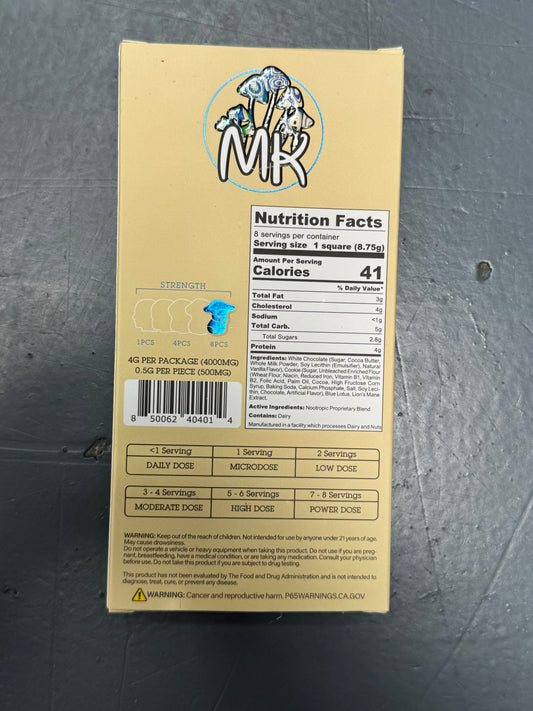 MK
Nutrition Facts
8 servings per container
Serving size 1 square (8.75g)
Amount Per Serving
Calories 41
% Daily Value*
Total Fat 3g
Cholesterol 4g
Sodium <1g
Total Carb. 5g
Total Sugars 2.8g
Protein 4g
Ingredients: White Chocolate (Sugar, Cocoa Butter,
Whole Milk Powder, Soy Lecithin (Emulsifier), Natural
Vanilla Flavor), Cookie (Sugar, Unbleached Enriched Flour
(Wheat Flour, Niacin, Reduced Iron, Vitamin B1, Vitamin
B2, Folic Acid, Palm Oil, Cocoa, High Fructose Corn
Syrup, Baking Soda, Calcium Phosphate, Salt, Soy Leci-
thin, Chocolate, Artificial Flavor), Blue Lotus, Lion's Mane
Extract.
Active Ingredients: Nootropic Proprietary Blend
Contains: Dairy
Manufactured in a facility which processes Dairy and Nuts
STRENGTH
1PCS 4PCS 8PCS
4G PER PACKAGE (4000MG)
0.5G PER PIECE (500MG)
8 50062 40401 4
<1 Serving 1 Serving 2 Servings
DAILY DOSE MICRODOSE LOW DOSE
3 - 4 Servings 5 - 6 Servings 7 - 8 Servings
MODERATE DOSE HIGH DOSE POWER DOSE
WARNING: Keep out of the reach of children. Not intended for use by anyone under 21 years of age.
May cause drowsiness.
Do not operate a vehicle or heavy equipment when taking this product. Do not use if you are preg-
nant, breastfeeding, have a medical condition, or are taking any medication. Consult your physician
before use. Do not take this product if you are subject to drug testing.
This product has not been evaluated by The Food and Drug Administration and is not intended to
diagnose, treat, cure, or prevent any disease.
WARNING: Cancer and reproductive harm. P65WARNINGS.CA.GOV